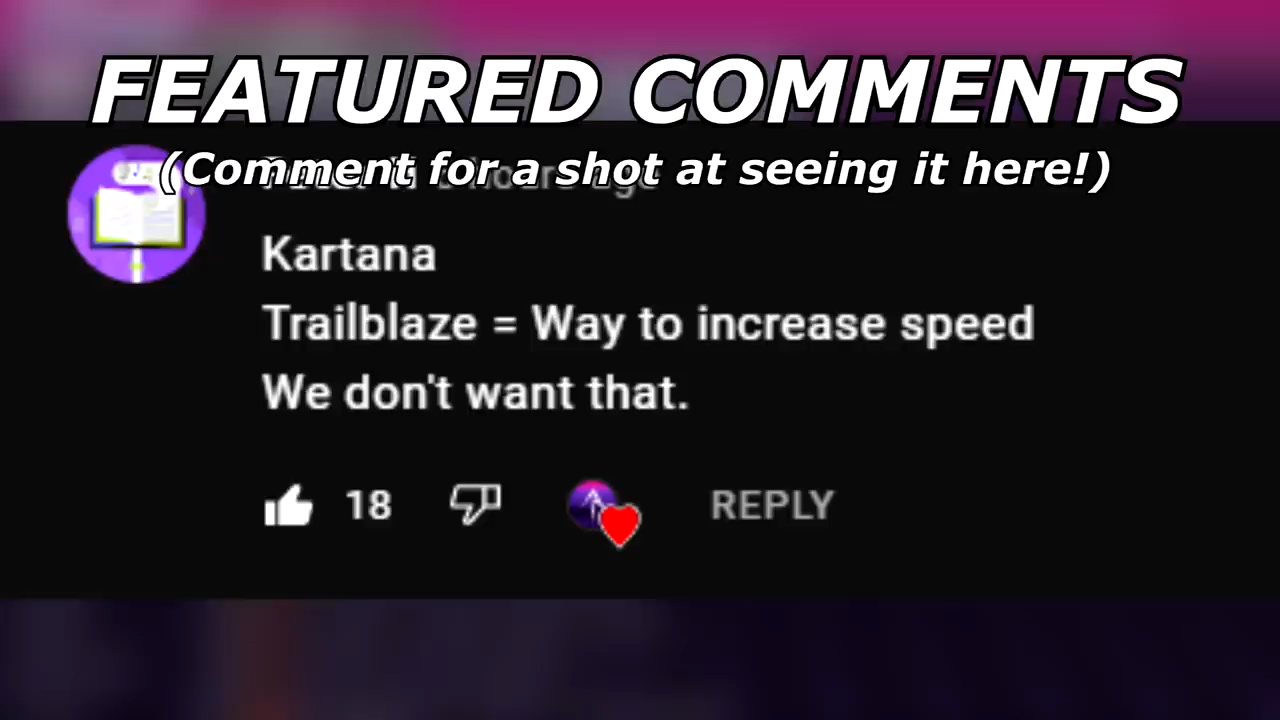 FEATURED COMMENTS
(Comment for a shot at seeing it here!)
Kartana
Trailblaze = Way to increase speed
We don't want that.
18
REPLY